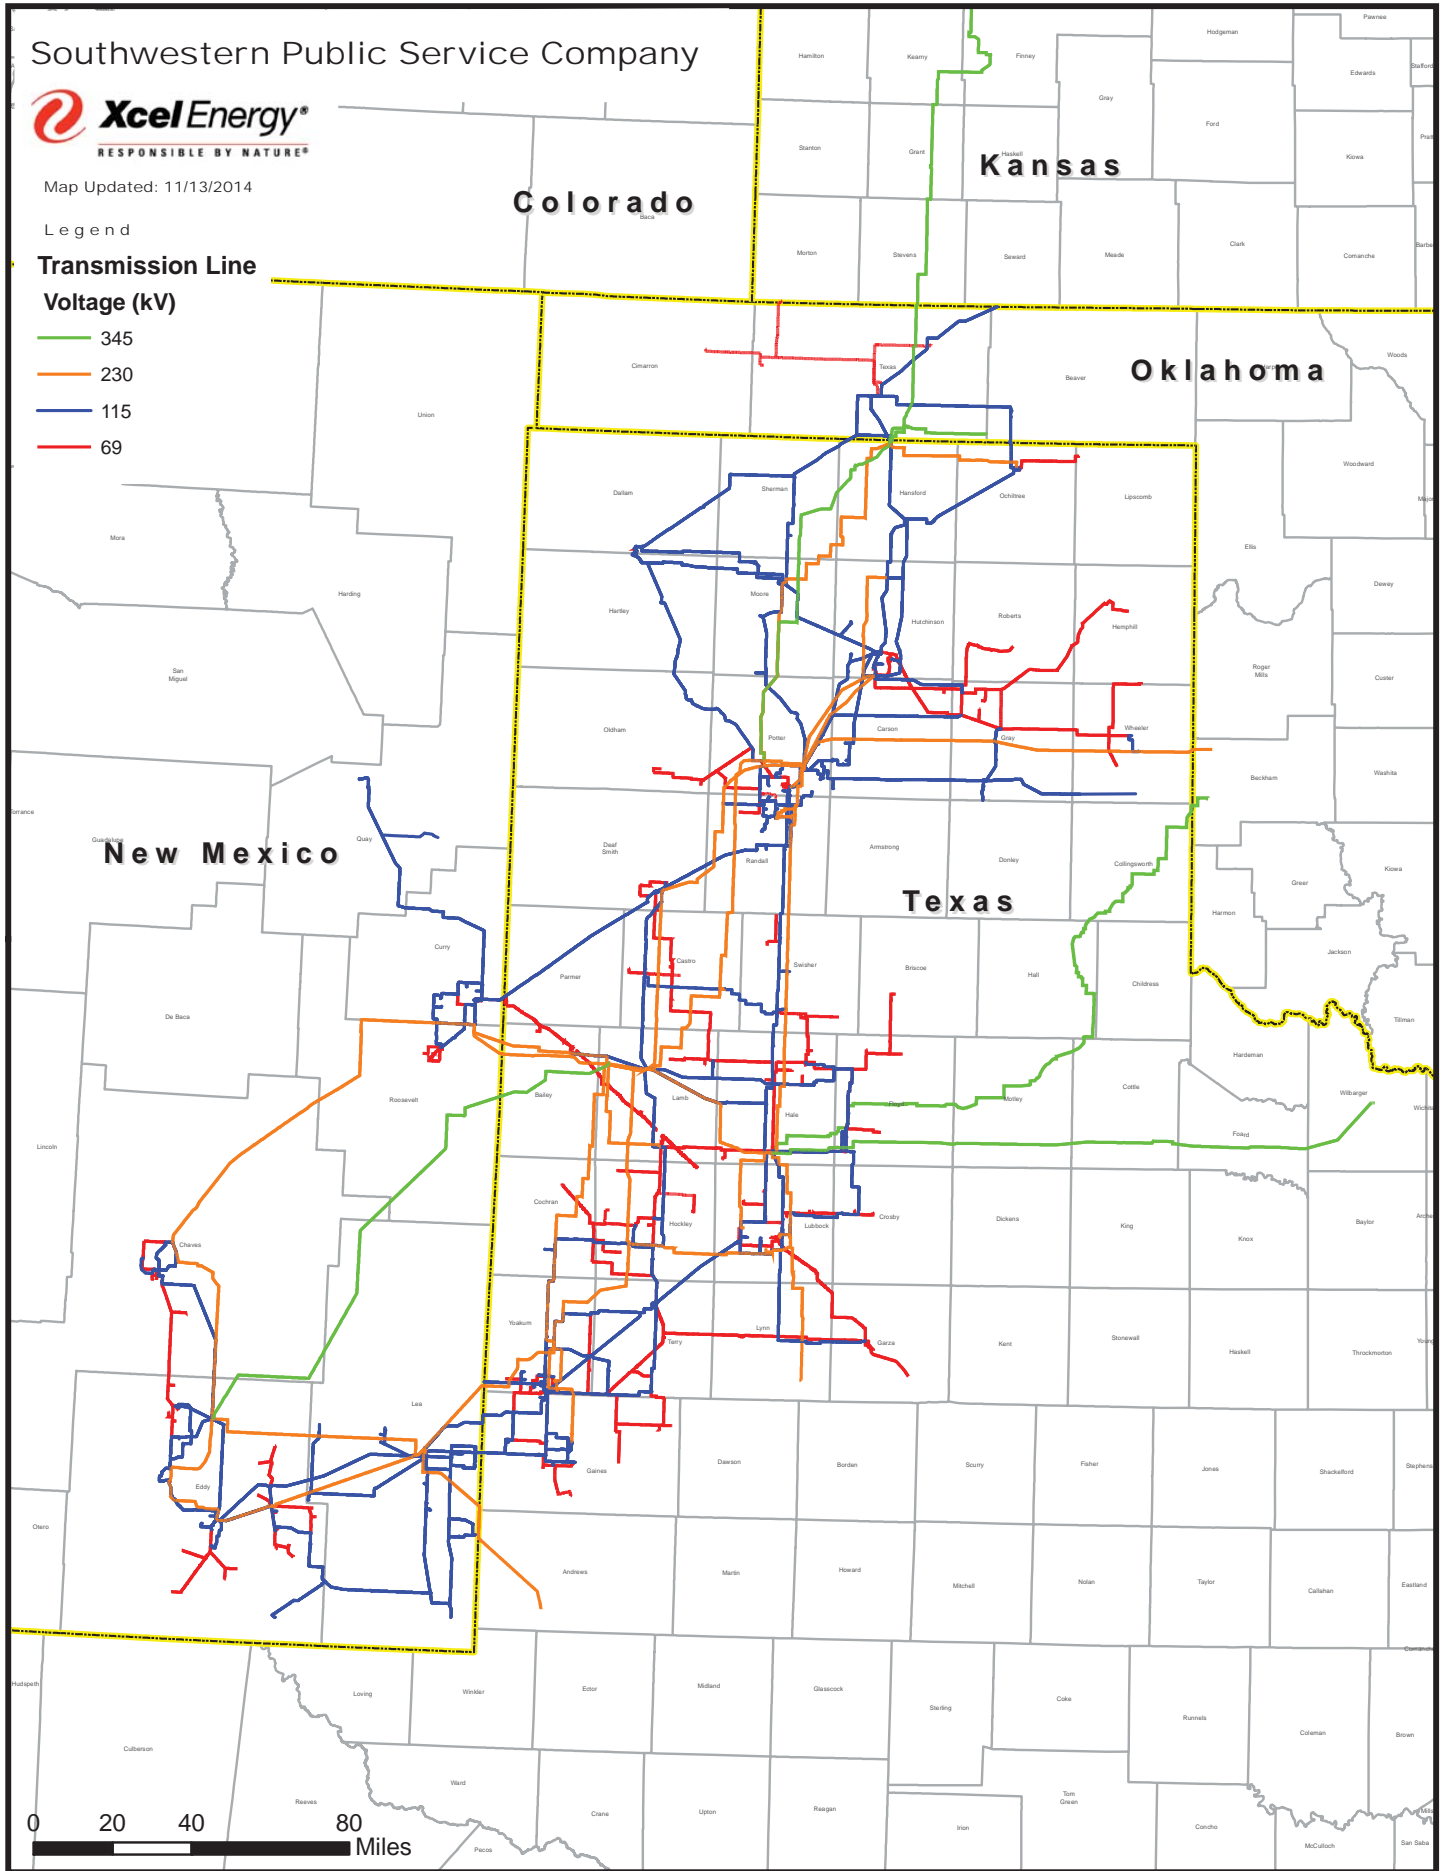 Southwestern Public Service Company
Xcel Energy®
RESPONSIBLE BY NATURE®
Map Updated: 11/13/2014
Legend
Transmission Line
Voltage (kV)
345
230
115
69
Colorado
Kansas
Oklahoma
New Mexico
Texas
Pawnee
Hodgeman
Hamilton
Kearny
Finney
Edwards
Stafford
Gray
Ford
Stanton
Grant
Haskell
Kiowa
Baca
Morton
Stevens
Seward
Meade
Clark
Comanche
Cimarron
Texas
Beaver
Woods
Union
Woodward
Dallam
Sherman
Hansford
Ochiltree
Lipscomb
Mora
Ellis
Dewey
Harding
Hartley
Moore
Hutchinson
Roberts
Hemphill
San
Miguel
Roger
Mills
Custer
Oldham
Potter
Carson
Gray
Wheeler
Beckham
Washita
Guadalupe
Quay
Deaf
Smith
Randall
Armstrong
Donley
Collingsworth
Greer
Kiowa
Harmon
Curry
Parmer
Castro
Swisher
Briscoe
Hall
Childress
Jackson
De Baca
Tillman
Hardeman
Roosevelt
Bailey
Lamb
Hale
Floyd
Motley
Cottle
Foard
Wilbarger
Lincoln
Chaves
Cochran
Hockley
Lubbock
Crosby
Dickens
King
Knox
Baylor
Yoakum
Terry
Lynn
Garza
Kent
Stonewall
Haskell
Throckmorton
Lea
Eddy
Gaines
Dawson
Borden
Scurry
Fisher
Jones
Shackelford
Stephens
Otero
Andrews
Martin
Howard
Mitchell
Nolan
Taylor
Callahan
Eastland
Hudspeth
Loving
Winkler
Ector
Midland
Glasscock
Sterling
Coke
Runnels
Coleman
Brown
Culberson
Reeves
Ward
Crane
Upton
Reagan
Tom
Green
Irion
Concho
McCulloch
San Saba
Pecos
0 20 40 80
Miles